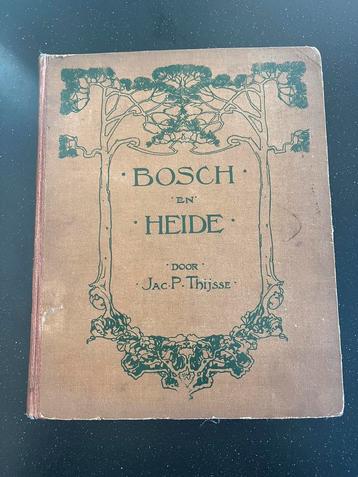 · BOSCH ·
· EN ·
· HEIDE ·
DOOR
· JAC. P. THIJSSE ·